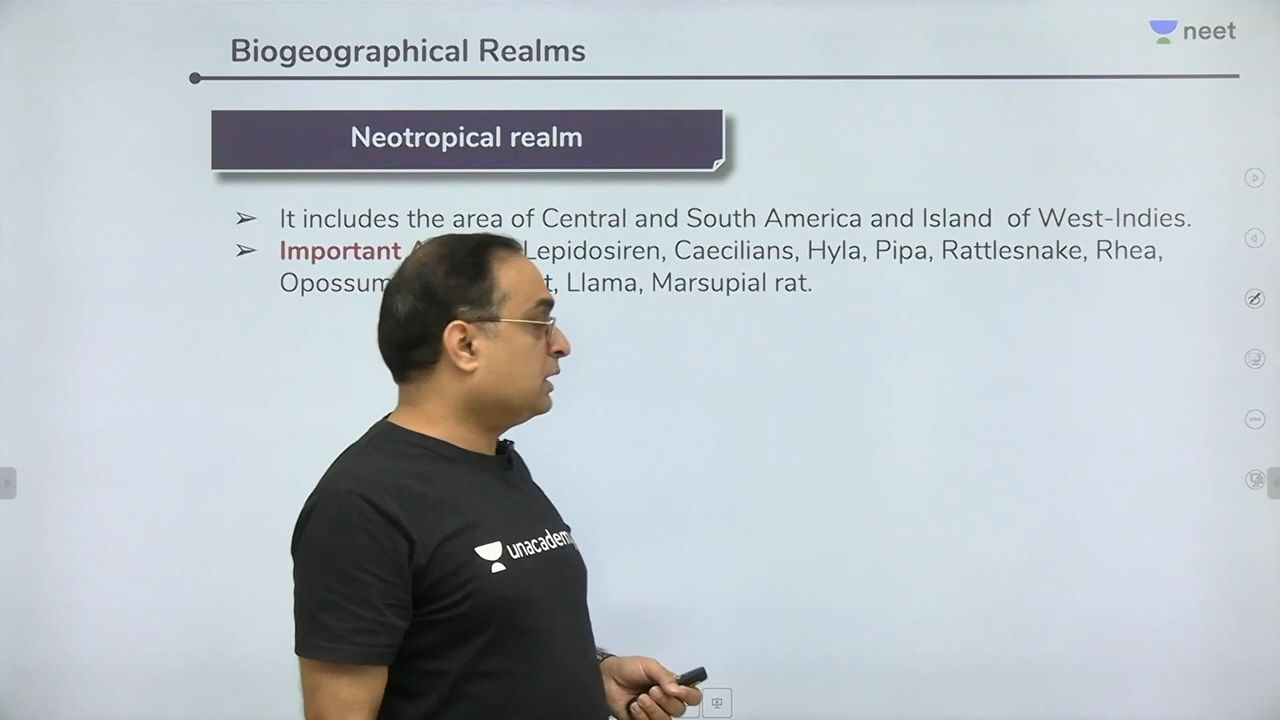 Biogeographical Realms
neet
Neotropical realm
➢ It includes the area of Central and South America and Island of West-Indies.
➢ Important Lepidosiren, Caecilians, Hyla, Pipa, Rattlesnake, Rhea,
Opossum , Llama, Marsupial rat.
unacademy